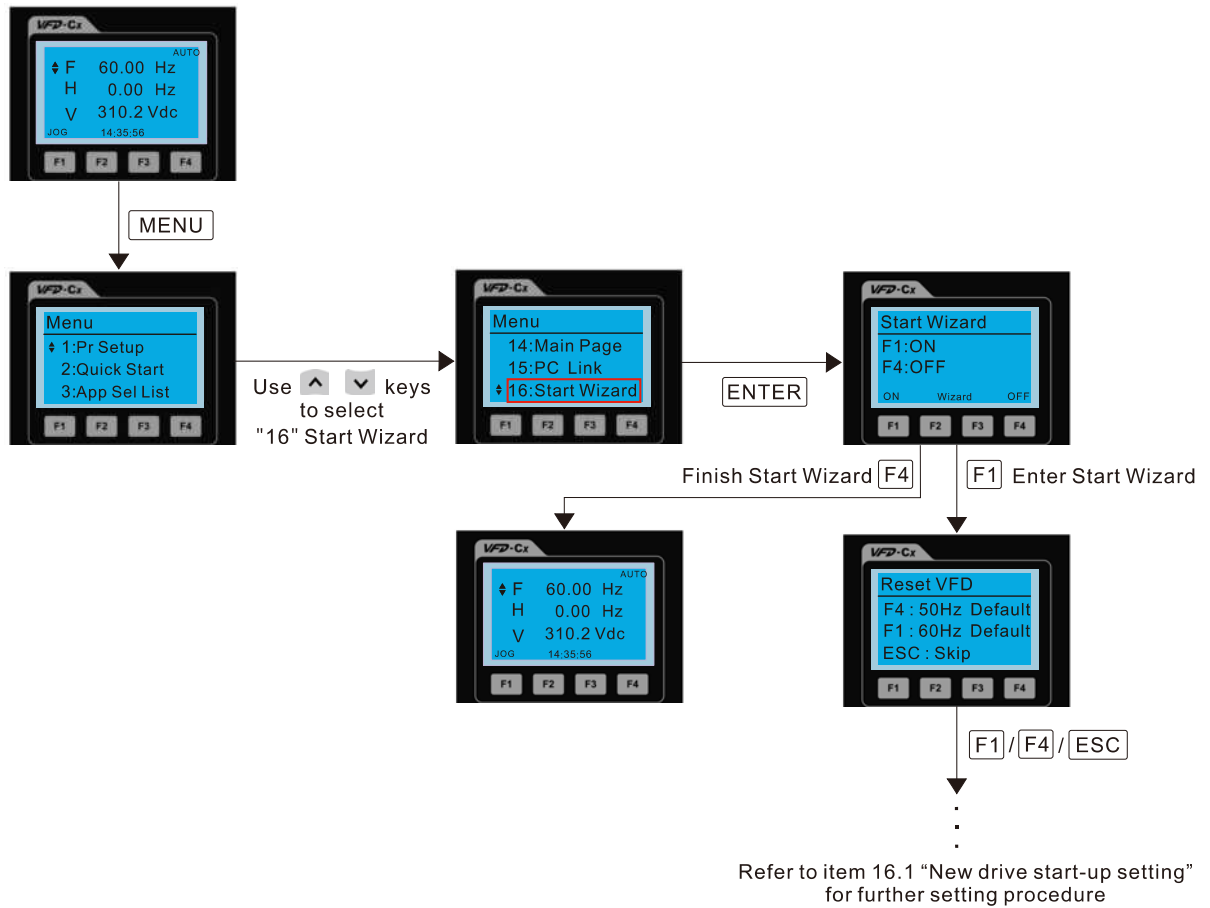 VFD-Cx
AUTO
F 60.00 Hz
H 0.00 Hz
V 310.2 Vdc
JOG 14:35:56
F1 F2 F3 F4
MENU
VFD-Cx
Menu
1:Pr Setup
2:Quick Start
3:App Sel List
F1 F2 F3 F4
Use keys
to select
"16" Start Wizard
VFD-Cx
Menu
14:Main Page
15:PC Link
16:Start Wizard
F1 F2 F3 F4
ENTER
VFD-Cx
Start Wizard
F1:ON
F4:OFF
ON Wizard OFF
F1 F2 F3 F4
Finish Start Wizard F4
F1 Enter Start Wizard
VFD-Cx
AUTO
F 60.00 Hz
H 0.00 Hz
V 310.2 Vdc
JOG 14:35:56
F1 F2 F3 F4
VFD-Cx
Reset VFD
F4 : 50Hz Default
F1 : 60Hz Default
ESC : Skip
F1 F2 F3 F4
F1 / F4 / ESC
Refer to item 16.1 “New drive start-up setting”
for further setting procedure